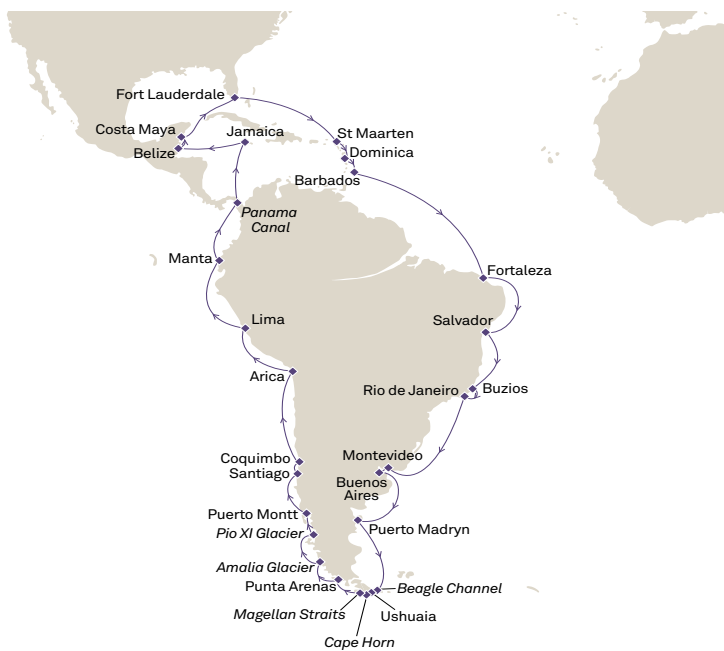 Fort Lauderdale
Costa Maya
Jamaica
St Maarten
Belize
Dominica
Barbados
Panama
Canal
Manta
Fortaleza
Lima
Salvador
Arica
Rio de Janeiro
Buzios
Coquimbo
Montevideo
Santiago
Buenos
Aires
Puerto Montt
Puerto Madryn
Pio XI Glacier
Amalia Glacier
Punta Arenas
Beagle Channel
Magellan Straits
Ushuaia
Cape Horn